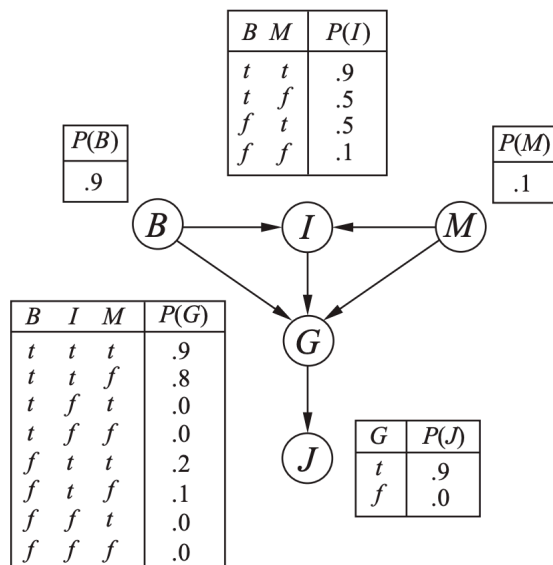 B M P(I)
t t .9
t f .5
f t .5
f f .1
P(B)
.9
P(M)
.1
B
I
M
G
J
B I M P(G)
t t t .9
t t f .8
t f t .0
t f f .0
f t t .2
f t f .1
f f t .0
f f f .0
G P(J)
t .9
f .0